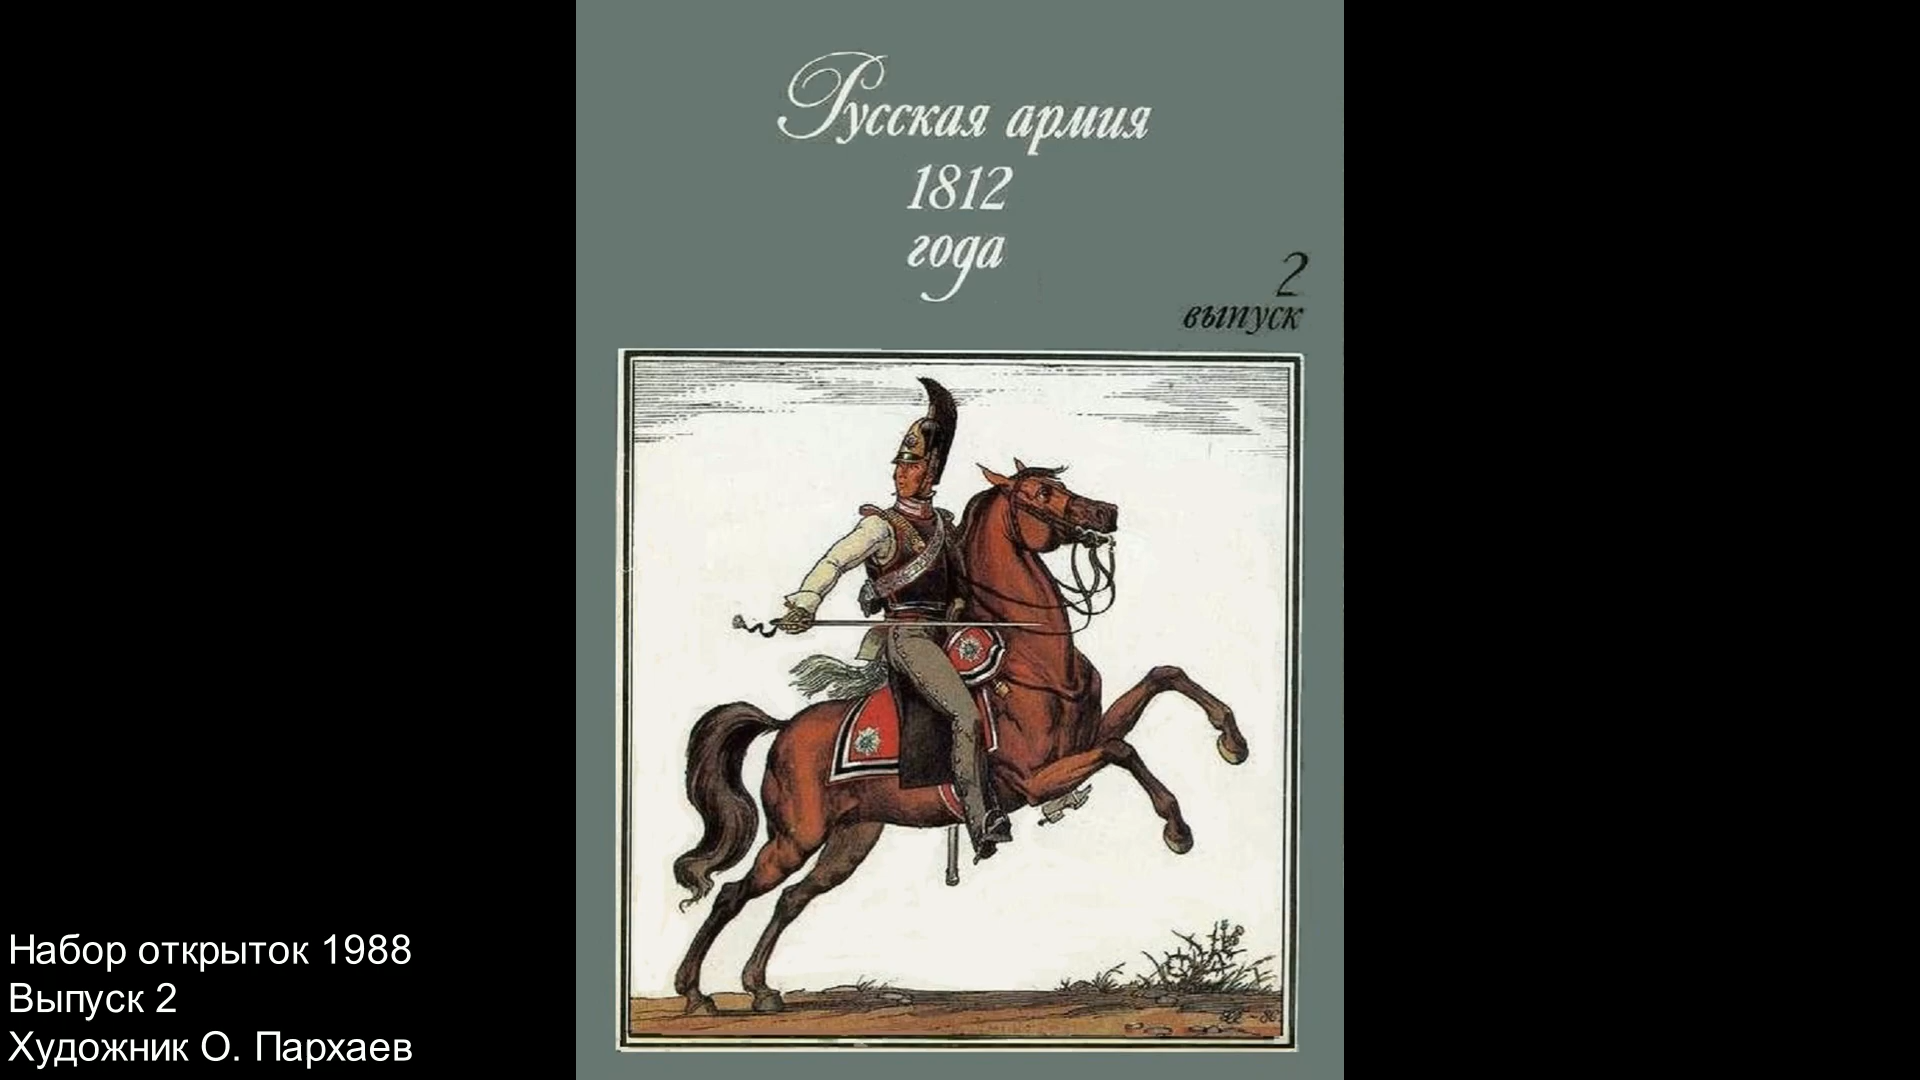 Русская армия
1812
года
2
выпуск
Набор открыток 1988
Выпуск 2
Художник О. Пархаев